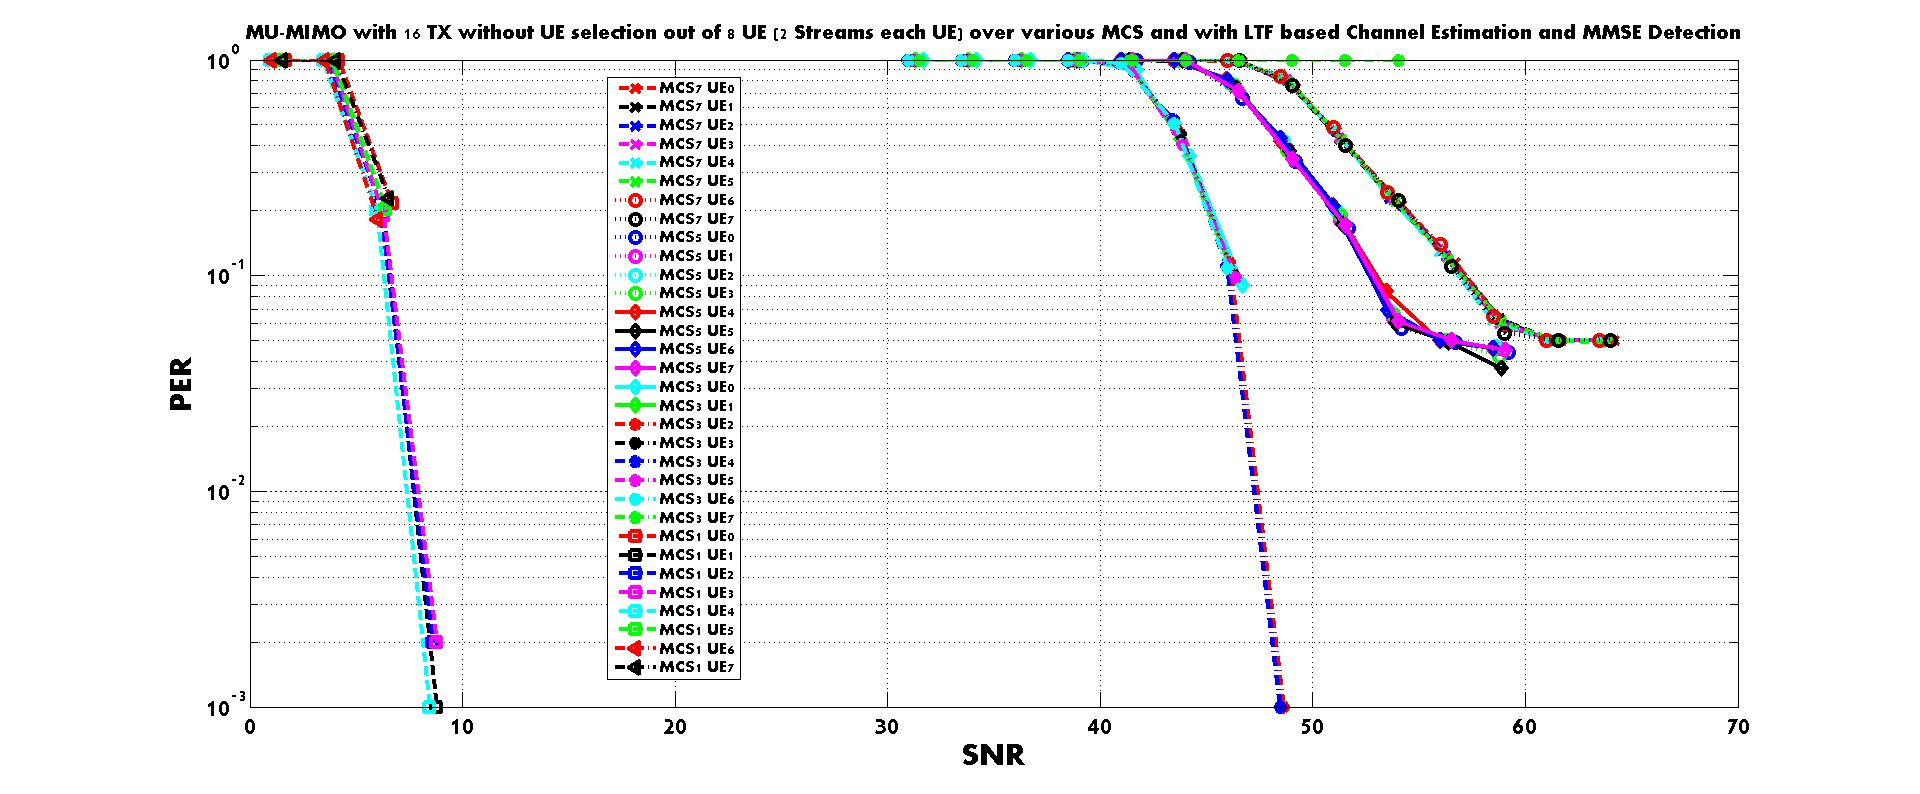 MU-MIMO with 16 TX without UE selection out of 8 UE [2 Streams each UE] over various MCS and with LTF based Channel Estimation and MMSE Detection
10^0
10^-1
10^-2
10^-3
PER
MCS7 UE0
MCS7 UE1
MCS7 UE2
MCS7 UE3
MCS7 UE4
MCS7 UE5
MCS7 UE6
MCS7 UE7
MCS5 UE0
MCS5 UE1
MCS5 UE2
MCS5 UE3
MCS5 UE4
MCS5 UE5
MCS5 UE6
MCS5 UE7
MCS3 UE0
MCS3 UE1
MCS3 UE2
MCS3 UE3
MCS3 UE4
MCS3 UE5
MCS3 UE6
MCS3 UE7
MCS1 UE0
MCS1 UE1
MCS1 UE2
MCS1 UE3
MCS1 UE4
MCS1 UE5
MCS1 UE6
MCS1 UE7
0 10 20 30 40 50 60 70
SNR